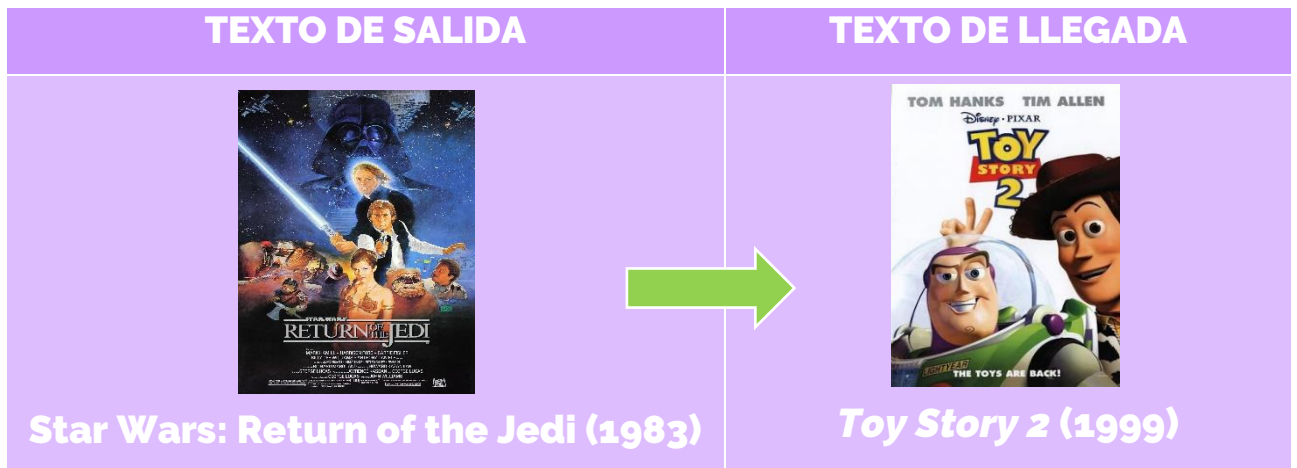 TEXTO DE SALIDA
TEXTO DE LLEGADA
STAR WARS
RETURN OF THE JEDI
TOM HANKS TIM ALLEN
Disney · PIXAR
TOY
STORY
2
LIGHTYEAR
THE TOYS ARE BACK!
Star Wars: Return of the Jedi (1983)
Toy Story 2 (1999)